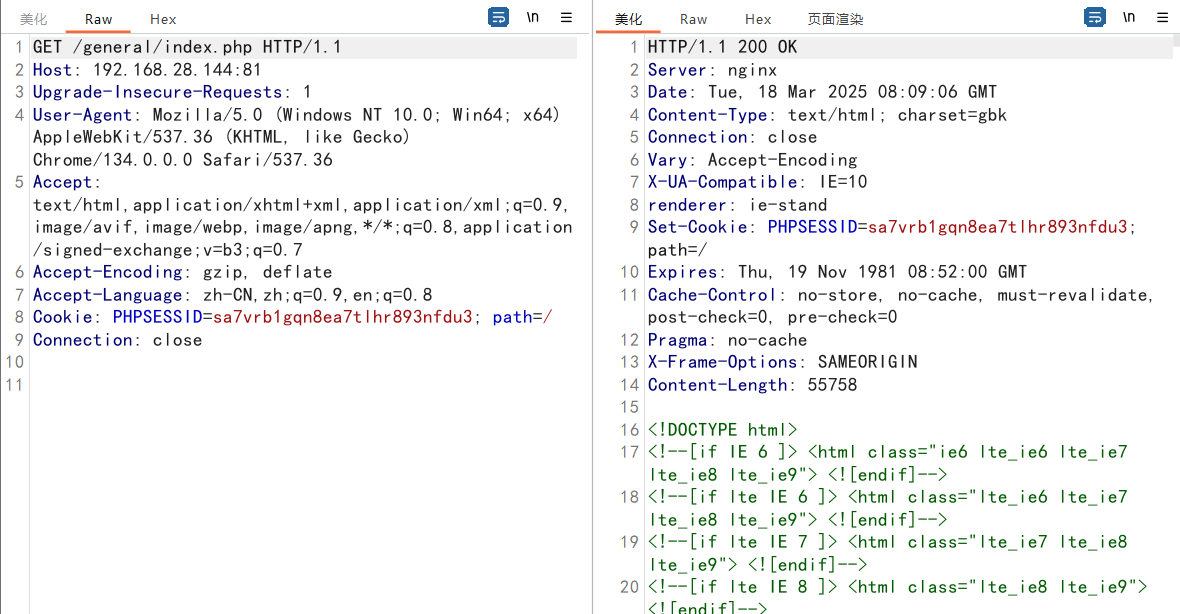 美化 Raw Hex \n
1 GET /general/index.php HTTP/1.1
2 Host: 192.168.28.144:81
3 Upgrade-Insecure-Requests: 1
4 User-Agent: Mozilla/5.0 (Windows NT 10.0; Win64; x64)
AppleWebKit/537.36 (KHTML, like Gecko)
Chrome/134.0.0.0 Safari/537.36
5 Accept:
text/html,application/xhtml+xml,application/xml;q=0.9,
image/avif,image/webp,image/apng,*/*;q=0.8,application
/signed-exchange;v=b3;q=0.7
6 Accept-Encoding: gzip, deflate
7 Accept-Language: zh-CN,zh;q=0.9,en;q=0.8
8 Cookie: PHPSESSID=sa7vrb1gqn8ea7tlhr893nfdu3; path=/
9 Connection: close
10
11
美化 Raw Hex 页面渲染 \n
1 HTTP/1.1 200 OK
2 Server: nginx
3 Date: Tue, 18 Mar 2025 08:09:06 GMT
4 Content-Type: text/html; charset=gbk
5 Connection: close
6 Vary: Accept-Encoding
7 X-UA-Compatible: IE=10
8 renderer: ie-stand
9 Set-Cookie: PHPSESSID=sa7vrb1gqn8ea7tlhr893nfdu3;
path=/
10 Expires: Thu, 19 Nov 1981 08:52:00 GMT
11 Cache-Control: no-store, no-cache, must-revalidate,
post-check=0, pre-check=0
12 Pragma: no-cache
13 X-Frame-Options: SAMEORIGIN
14 Content-Length: 55758
15
16 <!DOCTYPE html>
17 <!--[if IE 6 ]> <html class="ie6 lte_ie6 lte_ie7
lte_ie8 lte_ie9"> <![endif]-->
18 <!--[if lte IE 6 ]> <html class="lte_ie6 lte_ie7
lte_ie8 lte_ie9"> <![endif]-->
19 <!--[if lte IE 7 ]> <html class="lte_ie7 lte_ie8
lte_ie9"> <![endif]-->
20 <!--[if lte IE 8 ]> <html class="lte_ie8 lte_ie9">
<![endif]-->